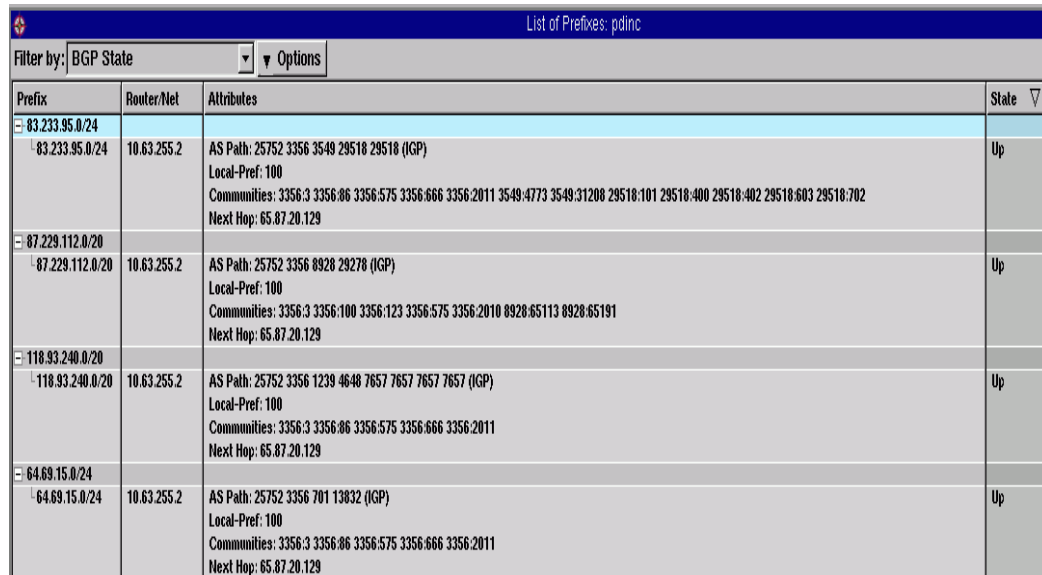 List of Prefixes: pdinc
Filter by: BGP State Options
Prefix Router/Net Attributes State
83.233.95.0/24
83.233.95.0/24 10.63.255.2 AS Path: 25752 3356 3549 29518 29518 (IGP) Up
Local-Pref: 100
Communities: 3356:3 3356:86 3356:575 3356:666 3356:2011 3549:4773 3549:31208 29518:101 29518:400 29518:402 29518:603 29518:702
Next Hop: 65.87.20.129
87.229.112.0/20
87.229.112.0/20 10.63.255.2 AS Path: 25752 3356 8928 29278 (IGP) Up
Local-Pref: 100
Communities: 3356:3 3356:100 3356:123 3356:575 3356:2010 8928:65113 8928:65191
Next Hop: 65.87.20.129
118.93.240.0/20
118.93.240.0/20 10.63.255.2 AS Path: 25752 3356 1239 4648 7657 7657 7657 7657 (IGP) Up
Local-Pref: 100
Communities: 3356:3 3356:86 3356:575 3356:666 3356:2011
Next Hop: 65.87.20.129
64.69.15.0/24
64.69.15.0/24 10.63.255.2 AS Path: 25752 3356 701 13832 (IGP) Up
Local-Pref: 100
Communities: 3356:3 3356:86 3356:575 3356:666 3356:2011
Next Hop: 65.87.20.129